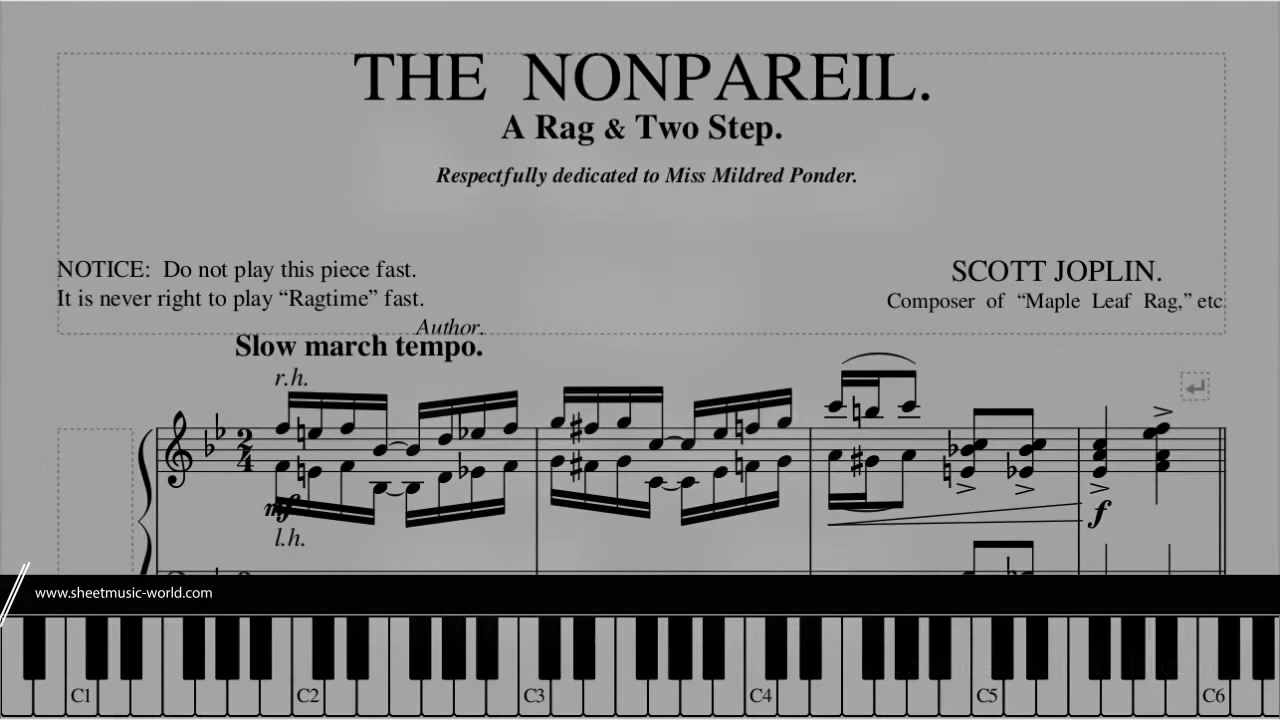 THE NONPAREIL.
A Rag & Two Step.
Respectfully dedicated to Miss Mildred Ponder.
NOTICE: Do not play this piece fast.
It is never right to play “Ragtime” fast.
Author.
SCOTT JOPLIN.
Composer of “Maple Leaf Rag,” etc
Slow march tempo.
r.h.
2
4
mf
f
l.h.
www.sheetmusic-world.com
C1 C2 C3 C4 C5 C6